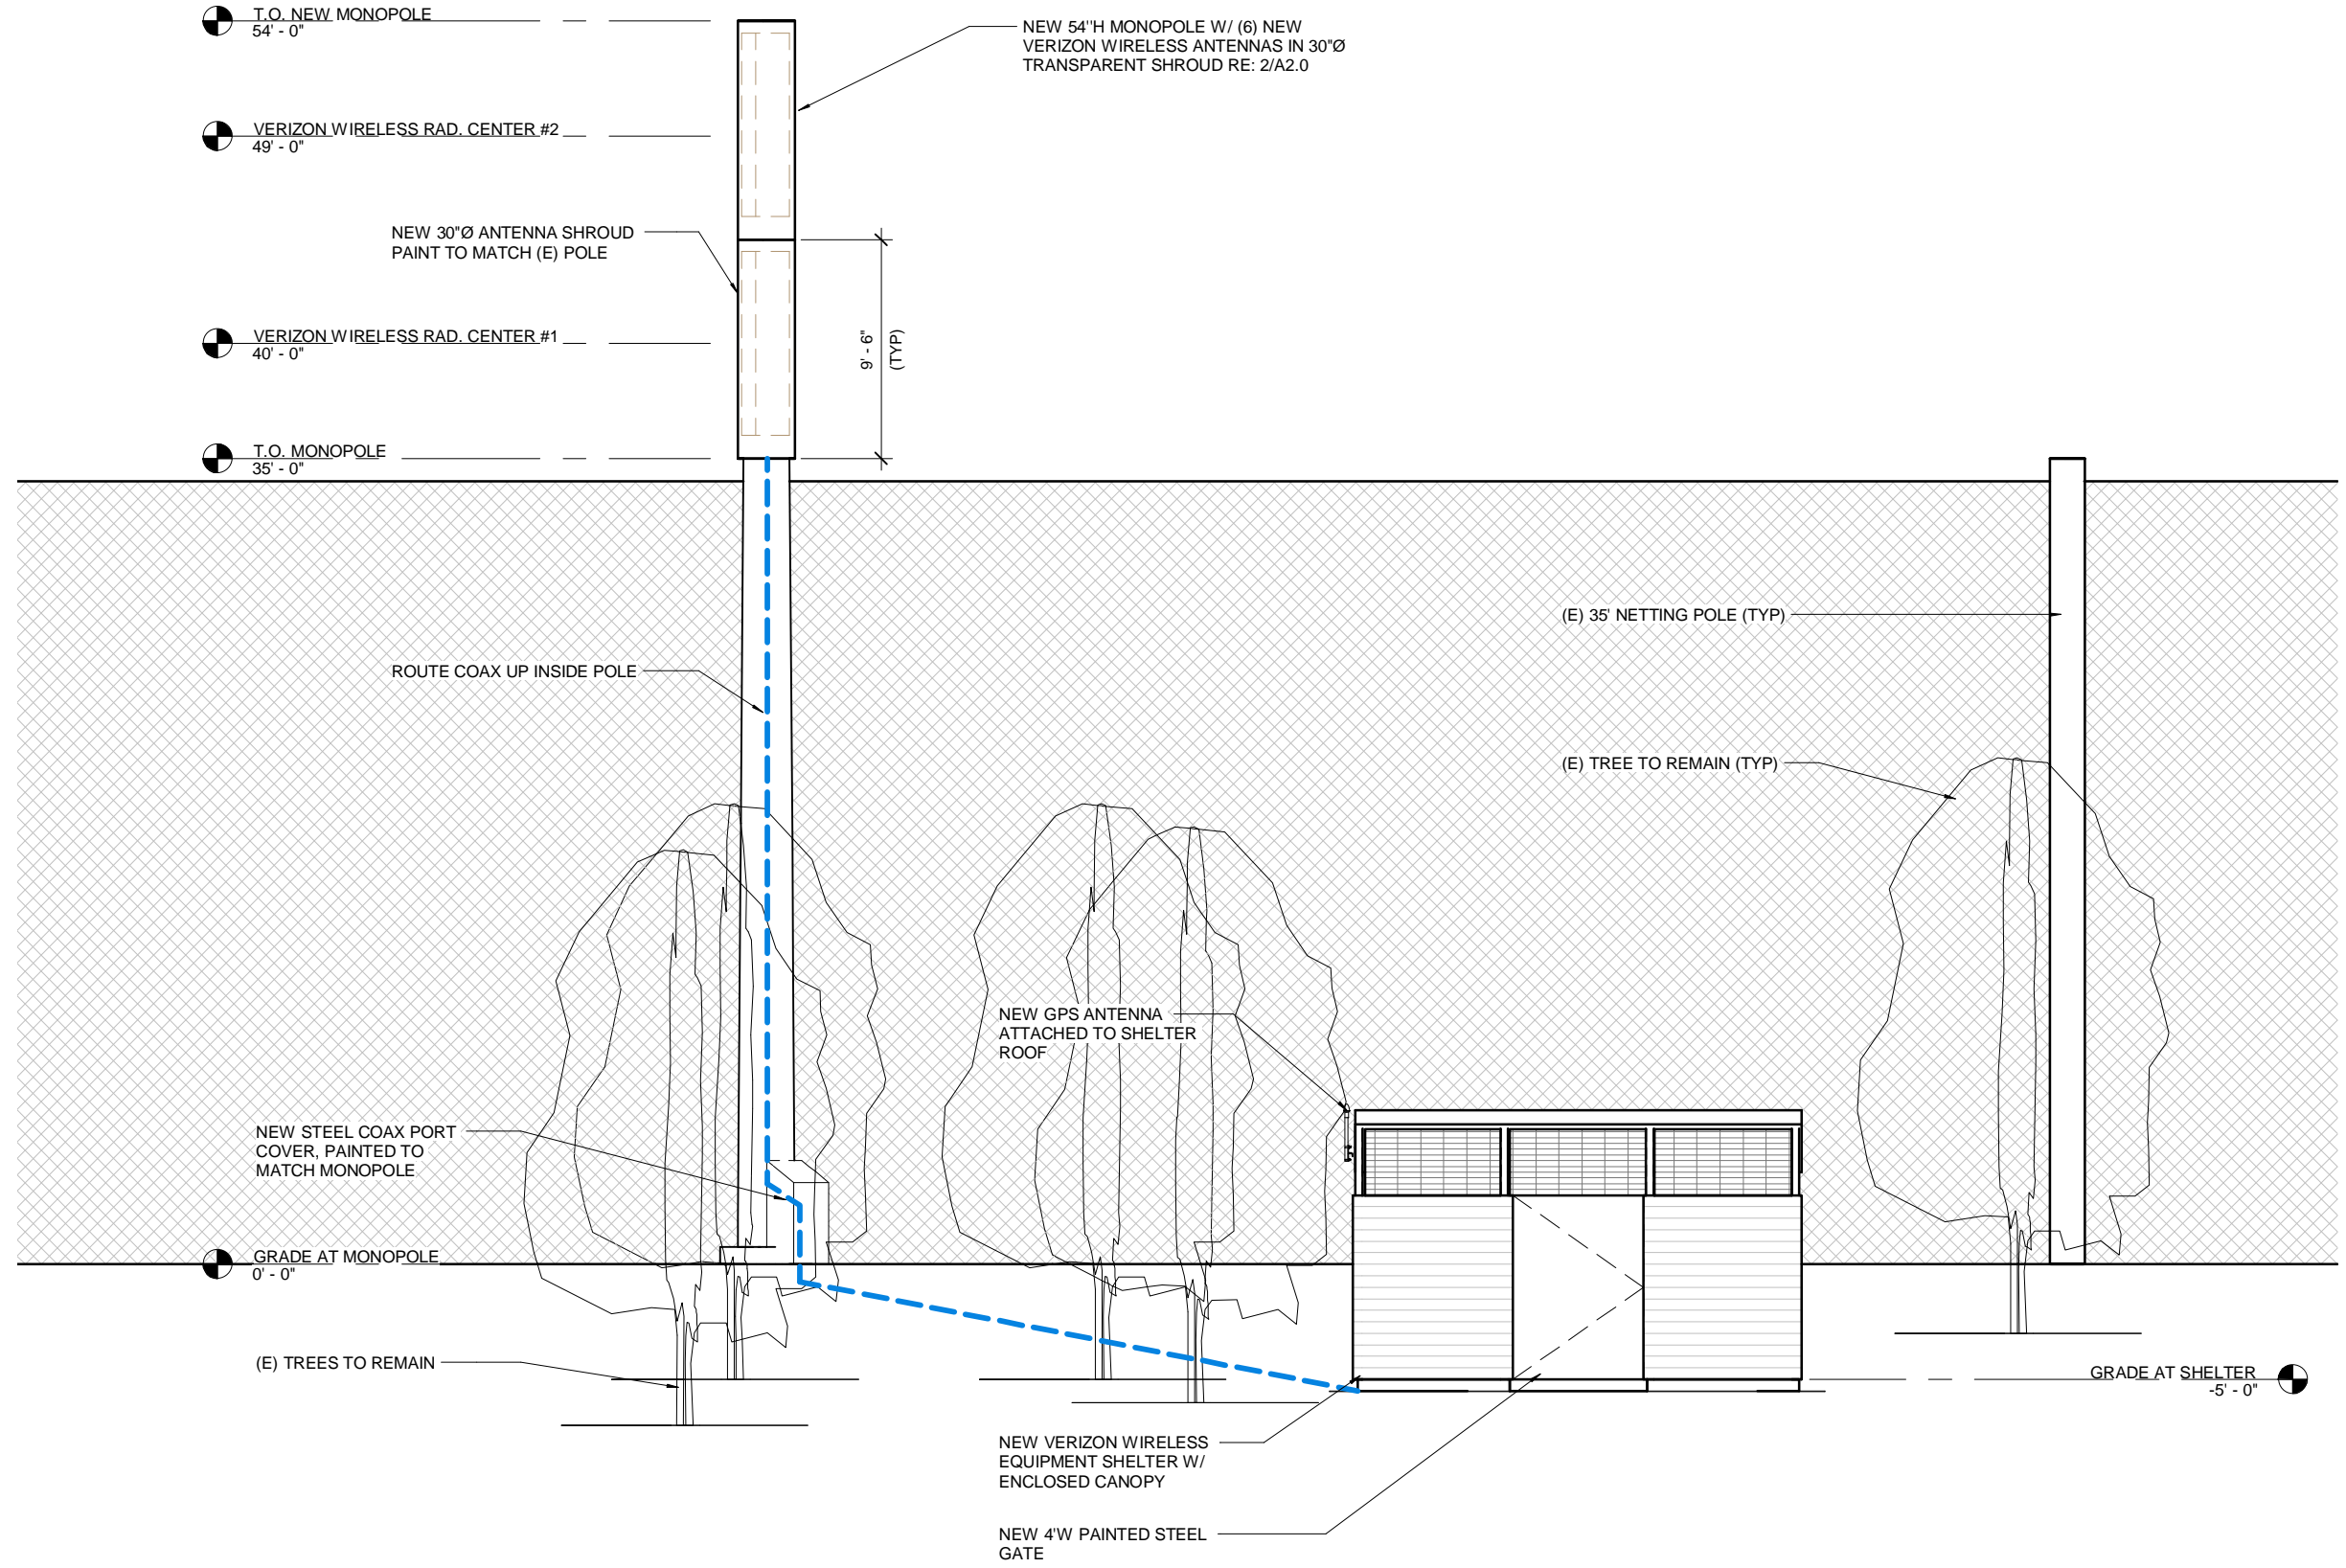 T.O. NEW MONOPOLE
54' - 0"
NEW 54''H MONOPOLE W/ (6) NEW
VERIZON WIRELESS ANTENNAS IN 30"Ø
TRANSPARENT SHROUD RE: 2/A2.0
VERIZON WIRELESS RAD. CENTER #2
49' - 0"
NEW 30"Ø ANTENNA SHROUD
PAINT TO MATCH (E) POLE
VERIZON WIRELESS RAD. CENTER #1
40' - 0"
9' - 6"
(TYP)
T.O. MONOPOLE
35' - 0"
(E) 35' NETTING POLE (TYP)
ROUTE COAX UP INSIDE POLE
(E) TREE TO REMAIN (TYP)
NEW GPS ANTENNA
ATTACHED TO SHELTER
ROOF
NEW STEEL COAX PORT
COVER, PAINTED TO
MATCH MONOPOLE
GRADE AT MONOPOLE
0' - 0"
(E) TREES TO REMAIN
GRADE AT SHELTER
-5' - 0"
NEW VERIZON WIRELESS
EQUIPMENT SHELTER W/
ENCLOSED CANOPY
NEW 4'W PAINTED STEEL
GATE